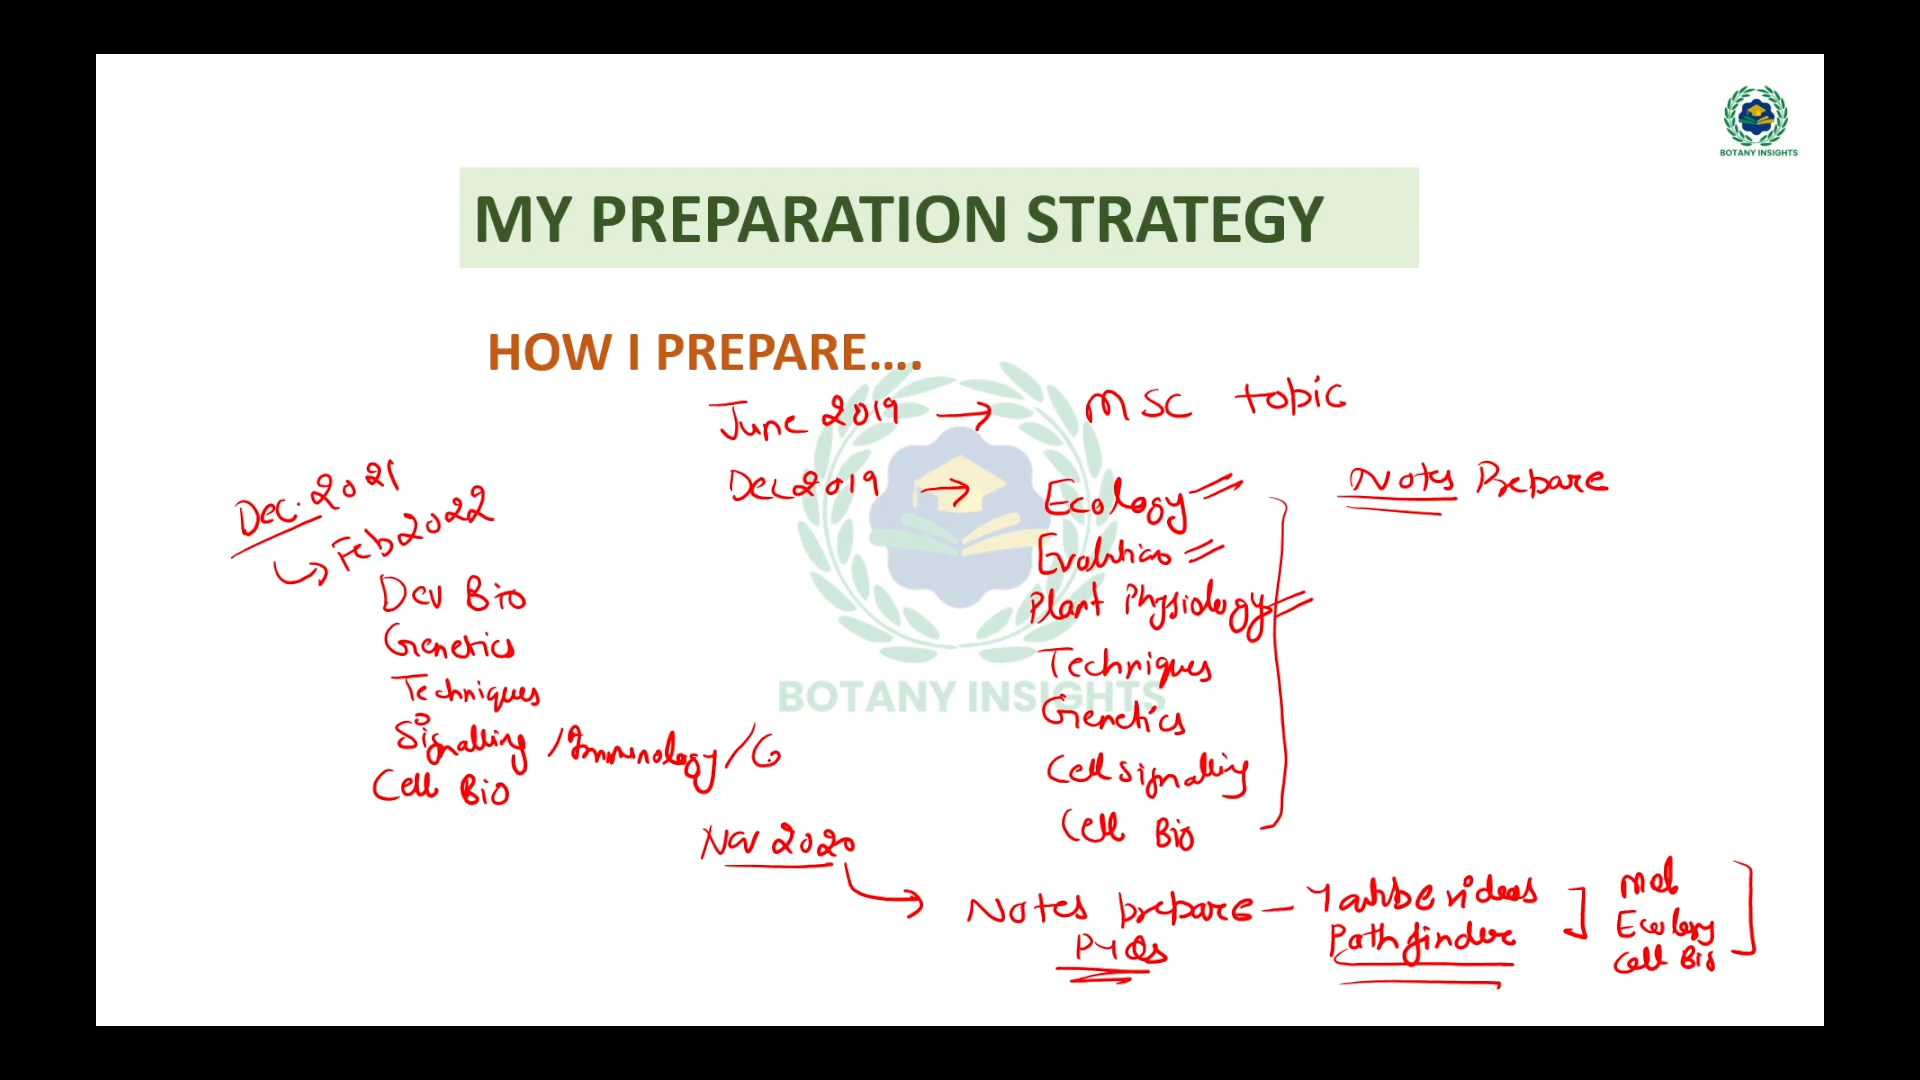 BOTANY INSIGHTS
MY PREPARATION STRATEGY
HOW I PREPARE....
June 2019 → MSC topic
Dec 2019 → Ecology
Notes Prepare
Evolution
Plant Physiology
Techniques
Genetics
Cell signalling
Cell Bio
Dec. 2021
Feb 2022
Dev Bio
Genetics
Techniques
Signalling / Immunology / C
Cell Bio
BOTANY INSIGHTS
Nov 2020
Notes prepare - Youtube videos
PYQs
Pathfinder
Ecology
Cell Bio